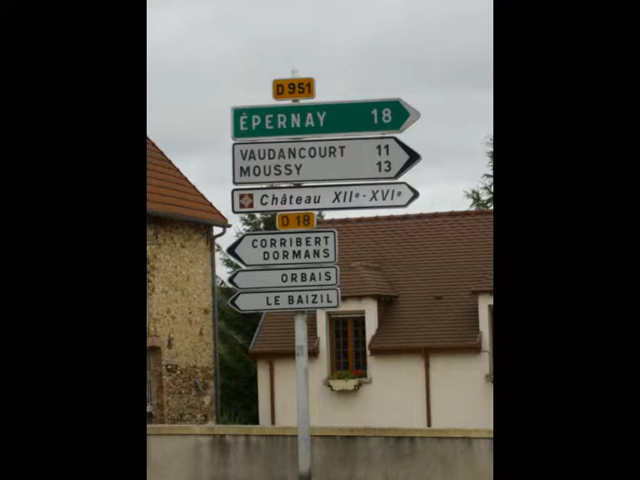 D 951
ÉPERNAY 18
VAUDANCOURT 11
MOUSSY 13
Château XIIe-XVIe
D 18
CORRIBERT
DORMANS
ORBAIS
LE BAIZIL